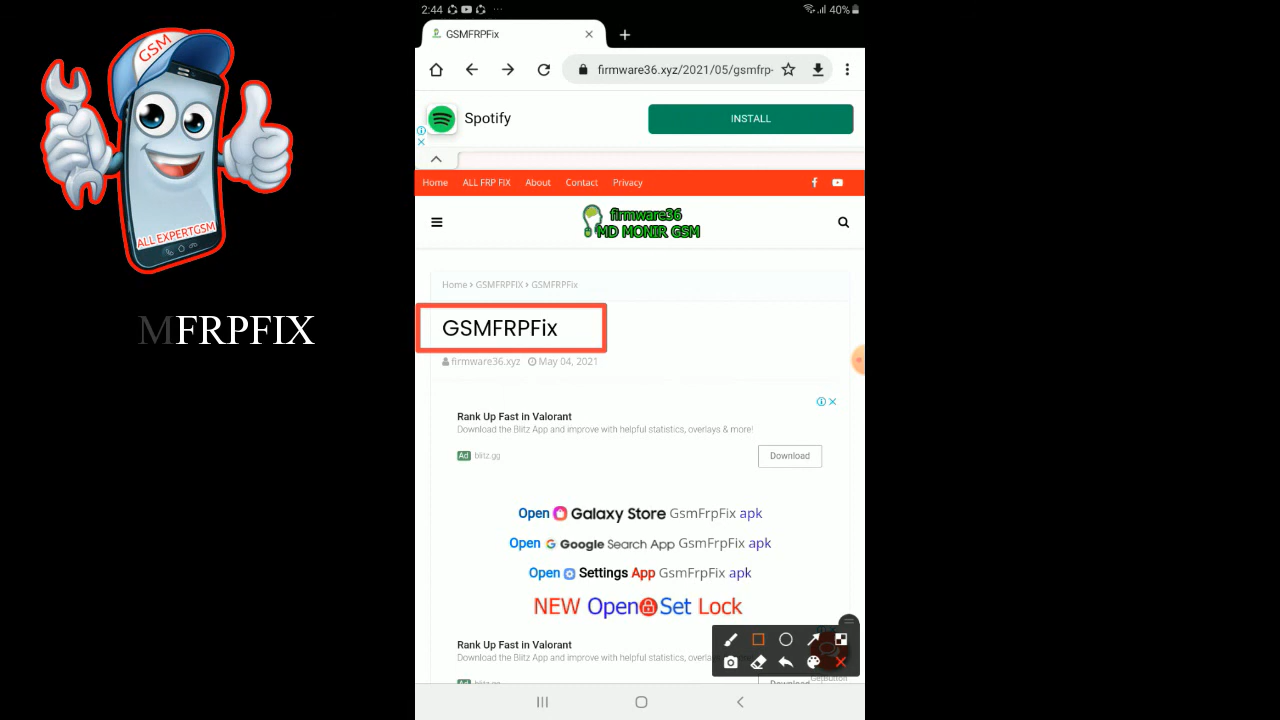 GSM
ALL EXPERTGSM
MFRPFIX
2:44
40%
GSMFRPFix
firmware36.xyz/2021/05/gsmfrp-
Spotify
INSTALL
Home ALL FRP FIX About Contact Privacy
firmware36
MD MONIR GSM
Home › GSMFRPFIX › GSMFRPFix
GSMFRPFix
firmware36.xyz May 04, 2021
Rank Up Fast in Valorant
Download the Blitz App and improve with helpful statistics, overlays & more!
Ad blitz.gg
Download
Open Galaxy Store GsmFrpFix apk
Open Google Search App GsmFrpFix apk
Open Settings App GsmFrpFix apk
NEW Open Set Lock
Rank Up Fast in Valorant
Download the Blitz App and improve with helpful statistics, overla
GetButton